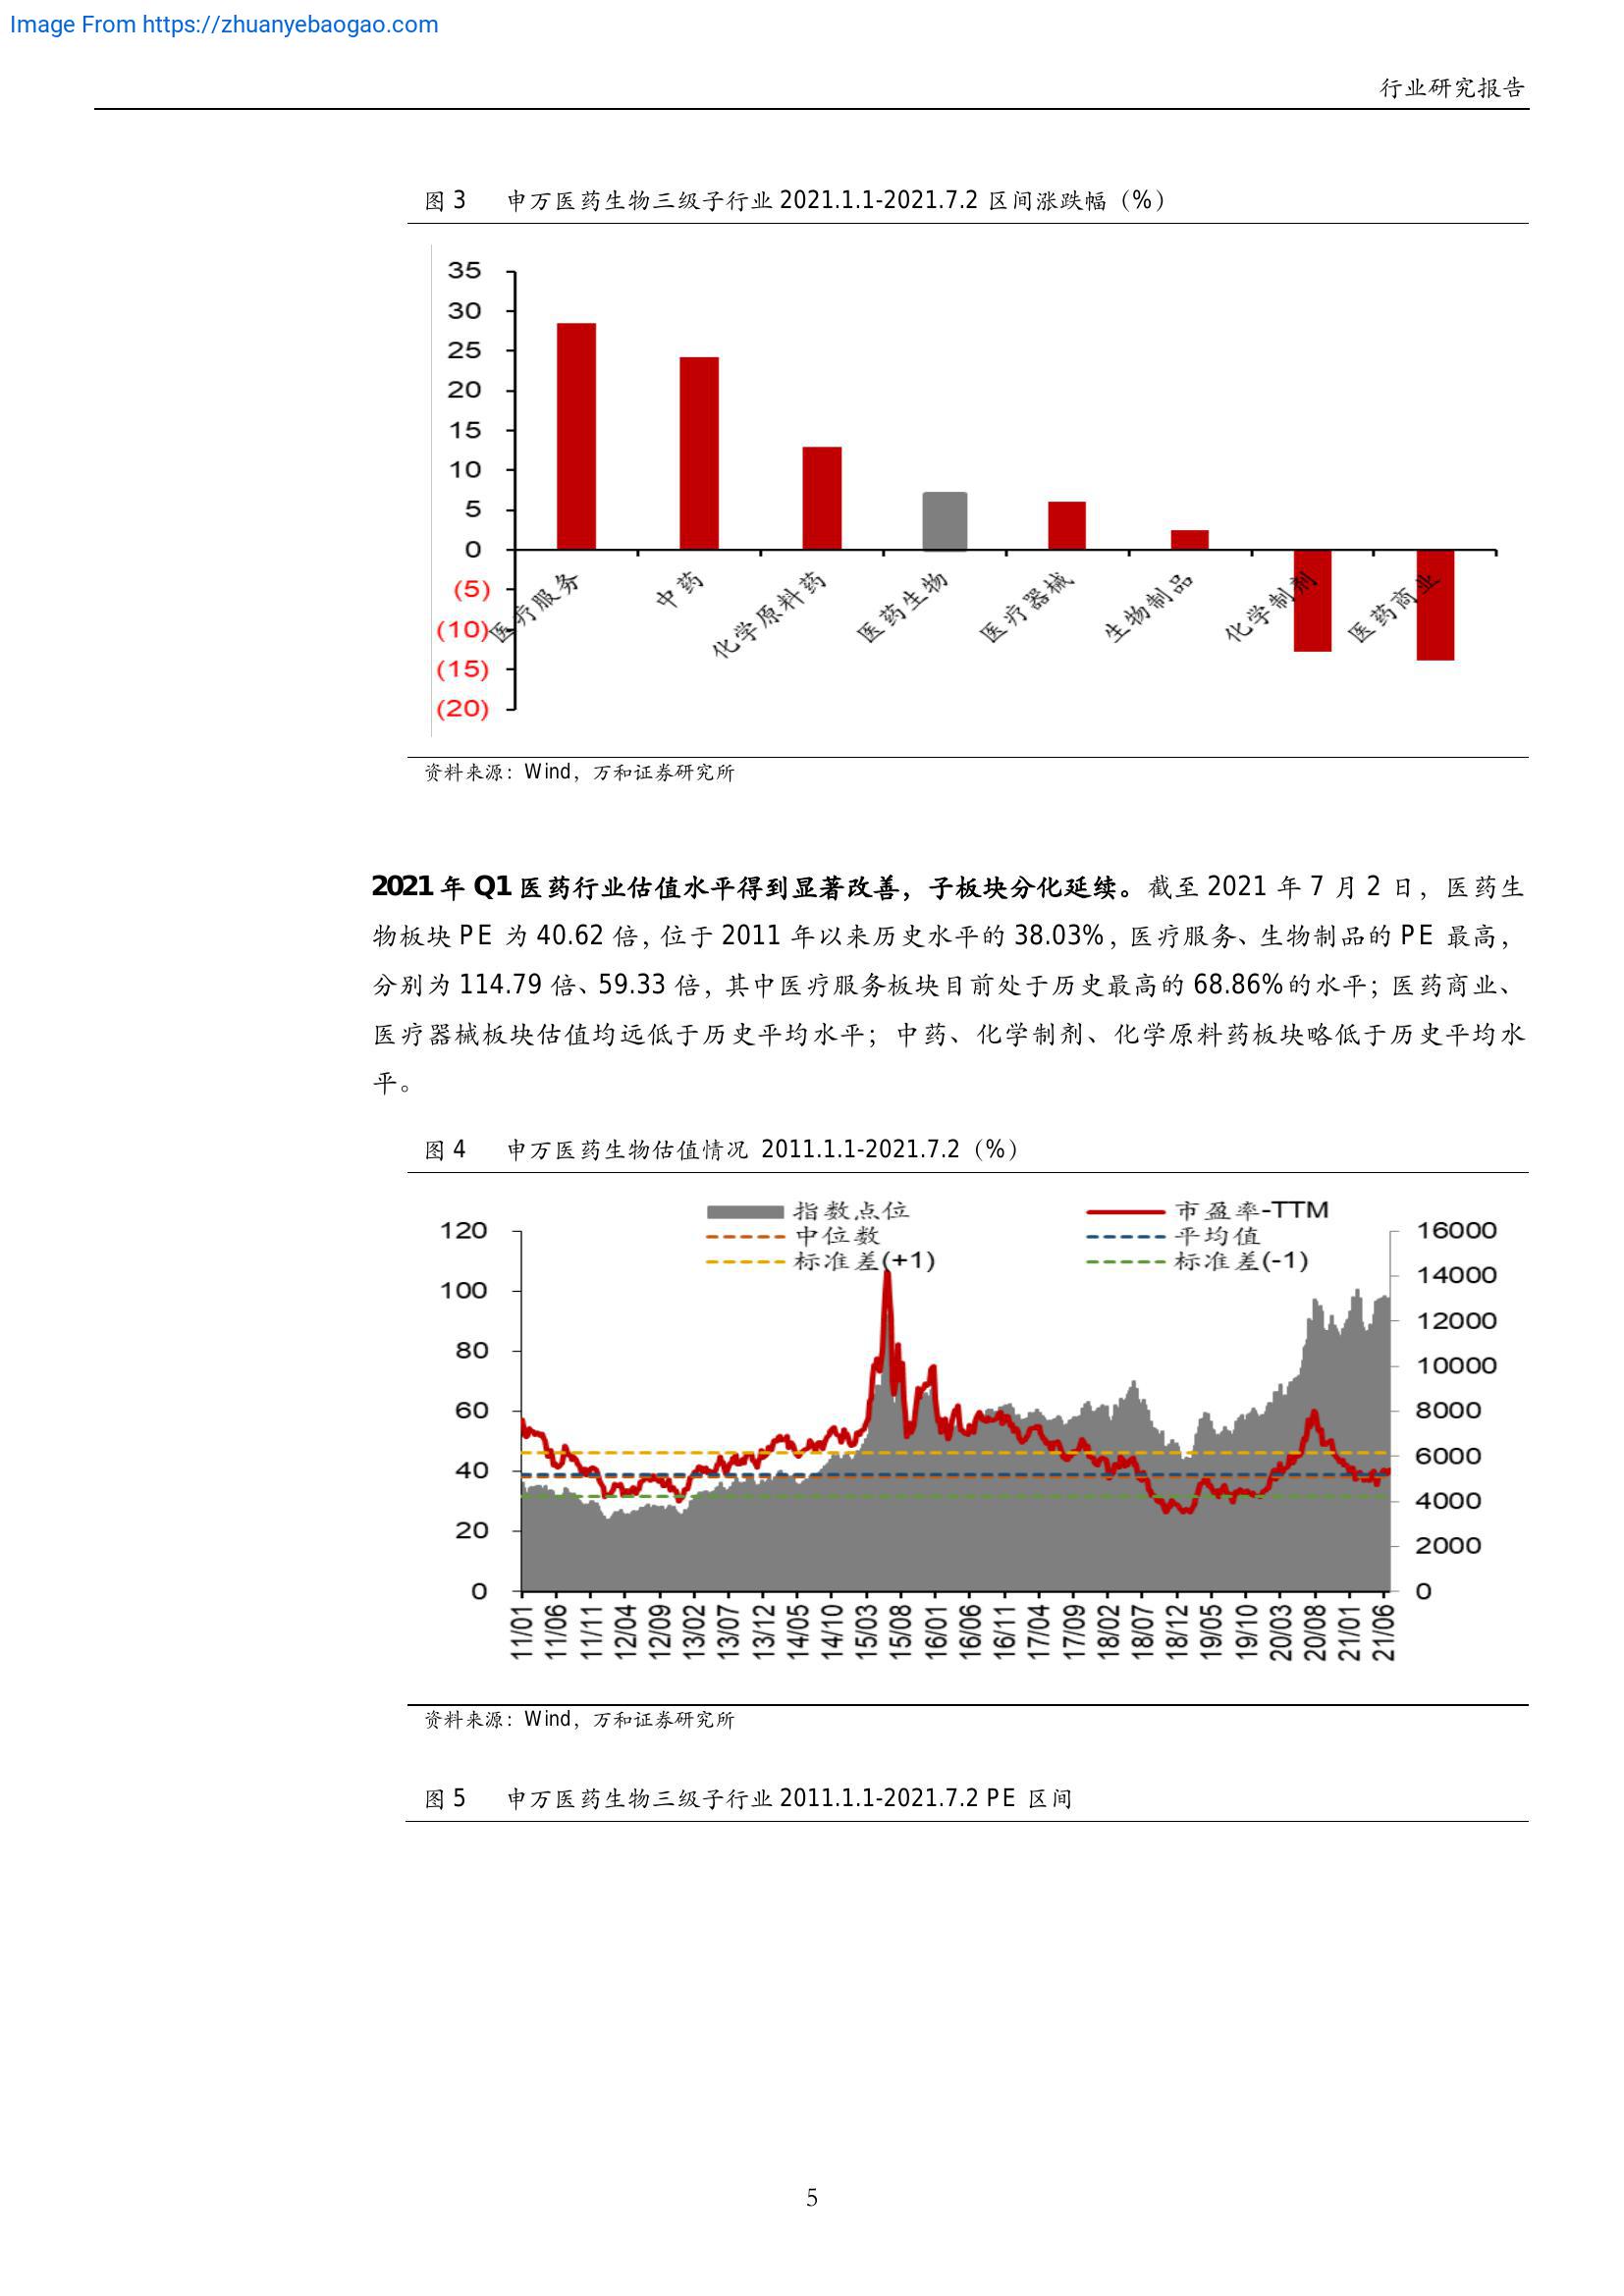 Image From https://zhuanyebaogao.com
行业研究报告
图 3 申万医药生物三级子行业 2021.1.1-2021.7.2 区间涨跌幅（%）
35
30
25
20
15
10
5
0
(5)
(10)
(15)
(20)
医疗服务
中药
化学原料药
医药生物
医疗器械
生物制品
化学制剂
医药商业
资料来源：Wind，万和证券研究所
2021 年 Q1 医药行业估值水平得到显著改善，子板块分化延续。截至 2021 年 7 月 2 日，医药生
物板块 PE 为 40.62 倍，位于 2011 年以来历史水平的 38.03%，医疗服务、生物制品的 PE 最高，
分别为 114.79 倍、59.33 倍，其中医疗服务板块目前处于历史最高的 68.86%的水平；医药商业、
医疗器械板块估值均远低于历史平均水平；中药、化学制剂、化学原料药板块略低于历史平均水
平。
图 4 申万医药生物估值情况 2011.1.1-2021.7.2（%）
指数点位
市盈率-TTM
中位数
平均值
标准差(+1)
标准差(-1)
120
100
80
60
40
20
0
16000
14000
12000
10000
8000
6000
4000
2000
0
11/01
11/06
11/11
12/04
12/09
13/02
13/07
13/12
14/05
14/10
15/03
15/08
16/01
16/06
16/11
17/04
17/09
18/02
18/07
18/12
19/05
19/10
20/03
20/08
21/01
21/06
资料来源：Wind，万和证券研究所
图 5 申万医药生物三级子行业 2011.1.1-2021.7.2 PE 区间
5